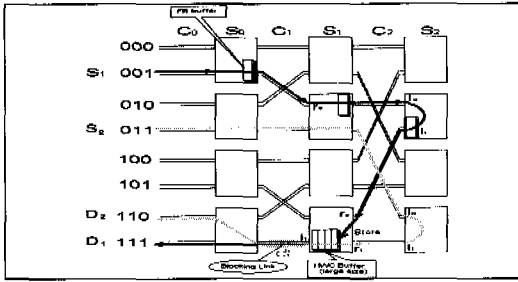 FB Buffer
C0 S0 C1 S1 C2 S2
000
S1 001
010
S2 011
100
101
D2 110
D1 111
Store
Blocking Link
HMC Buffer
(large size)